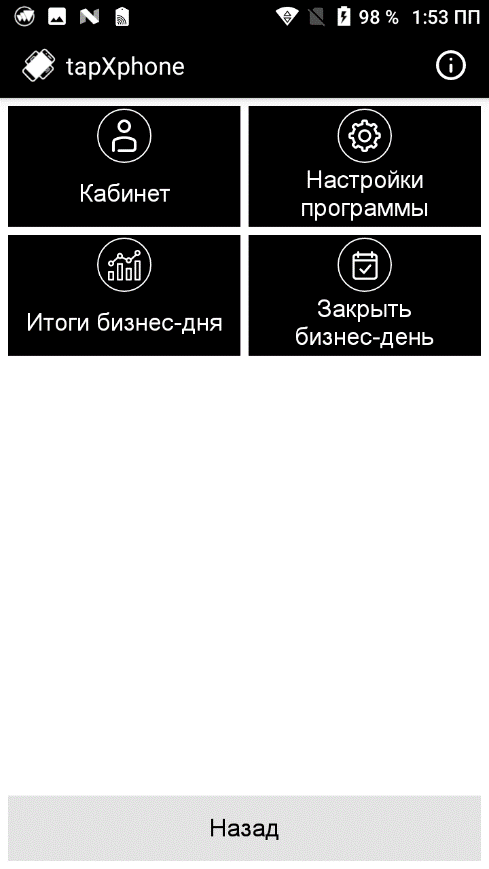 98 % 1:53 ПП
tapXphone
Кабинет
Настройки
программы
Итоги бизнес-дня
Закрыть
бизнес-день
Назад